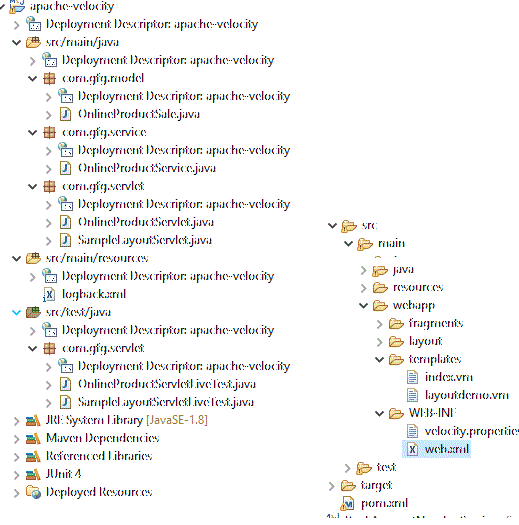 apache-velocity
Deployment Descriptor: apache-velocity
src/main/java
Deployment Descriptor: apache-velocity
com.gfg.model
Deployment Descriptor: apache-velocity
OnlineProductSale.java
com.gfg.service
Deployment Descriptor: apache-velocity
OnlineProductService.java
com.gfg.servlet
Deployment Descriptor: apache-velocity
OnlineProductServlet.java
SampleLayoutServlet.java
src/main/resources
Deployment Descriptor: apache-velocity
logback.xml
src/test/java
Deployment Descriptor: apache-velocity
com.gfg.servlet
Deployment Descriptor: apache-velocity
OnlineProductServletLiveTest.java
SampleLayoutServletLiveTest.java
JRE System Library [JavaSE-1.8]
Maven Dependencies
Referenced Libraries
JUnit 4
Deployed Resources
src
main
java
resources
webapp
fragments
layout
templates
index.vm
layoutdemo.vm
WEB-INF
velocity.propertie
web.xml
test
target
pom.xml